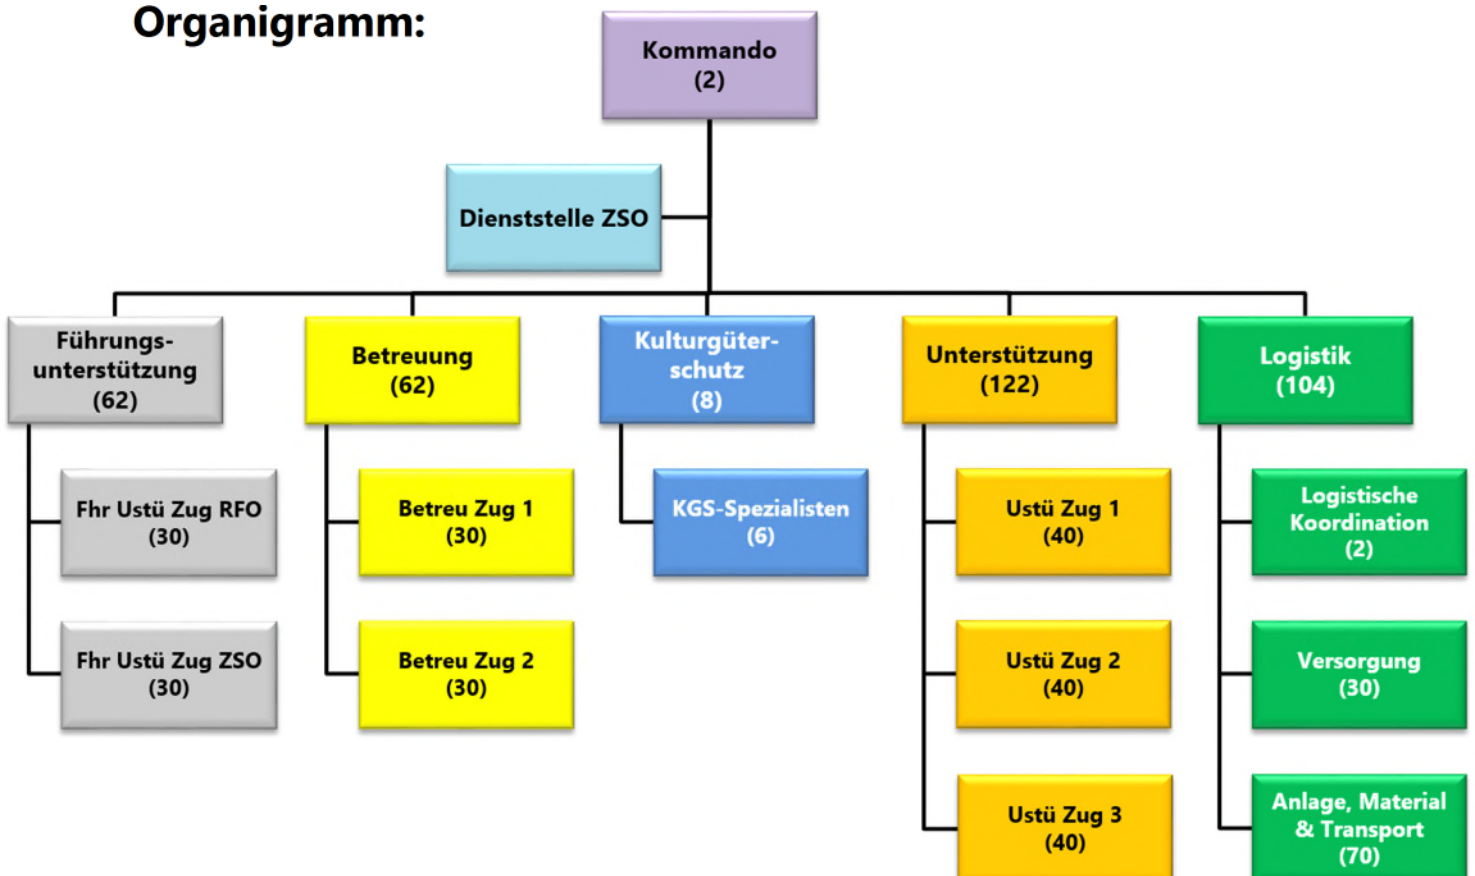 Organigramm:
Kommando
(2)
Dienststelle ZSO
Führungs-
unterstützung
(62)
Fhr Ustü Zug RFO
(30)
Fhr Ustü Zug ZSO
(30)
Betreuung
(62)
Betreu Zug 1
(30)
Betreu Zug 2
(30)
Kulturgüter-
schutz
(8)
KGS-Spezialisten
(6)
Unterstützung
(122)
Ustü Zug 1
(40)
Ustü Zug 2
(40)
Ustü Zug 3
(40)
Logistik
(104)
Logistische
Koordination
(2)
Versorgung
(30)
Anlage, Material
& Transport
(70)